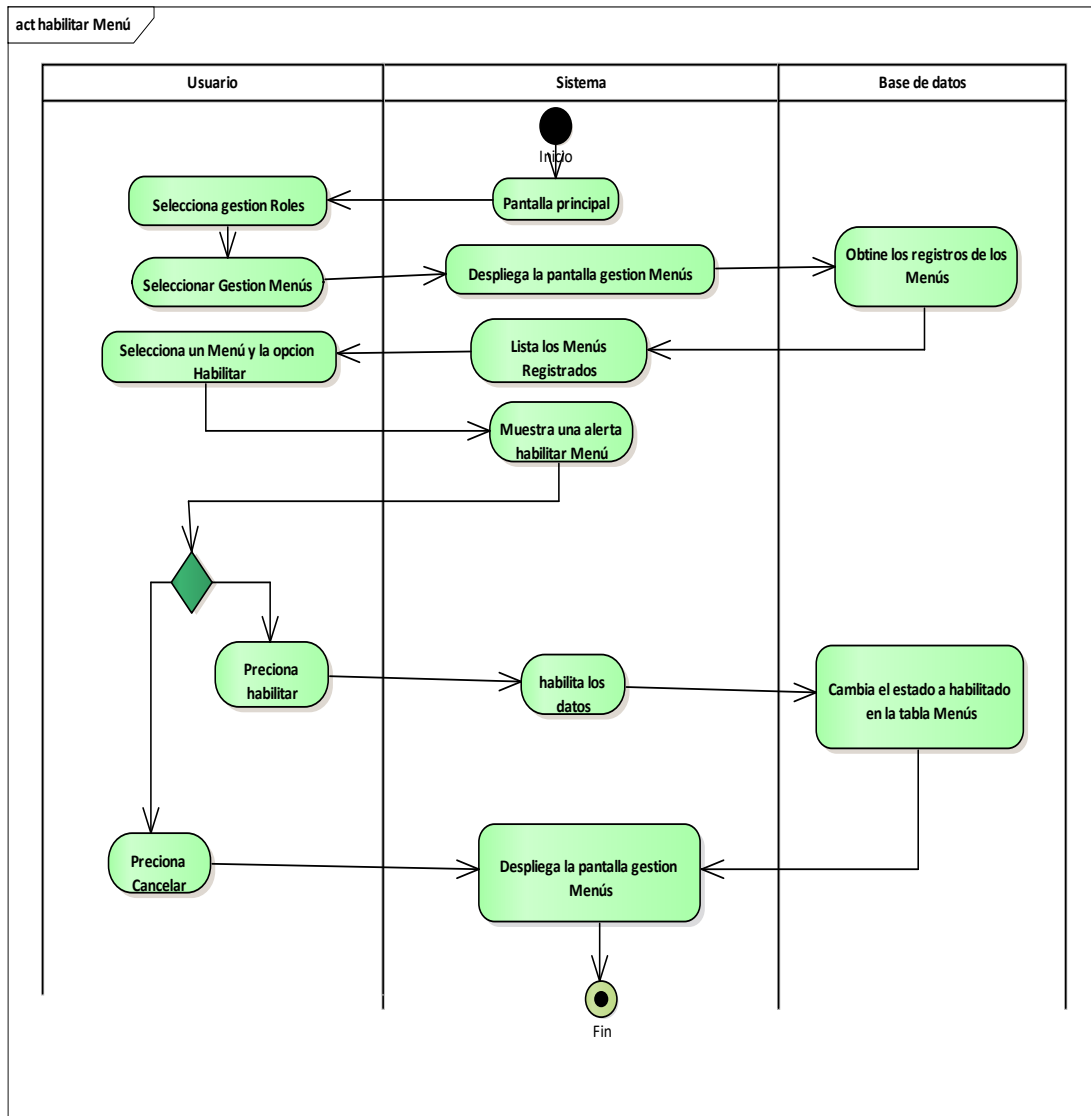 act habilitar Menú
Usuario
Sistema
Base de datos
Inicio
Selecciona gestion Roles
Pantalla principal
Seleccionar Gestion Menús
Despliega la pantalla gestion Menús
Obtine los registros de los
Menús
Selecciona un Menú y la opcion
Habilitar
Lista los Menús
Registrados
Muestra una alerta
habilitar Menú
Preciona
habilitar
habilita los
datos
Cambia el estado a habilitado
en la tabla Menús
Preciona
Cancelar
Despliega la pantalla gestion
Menús
Fin